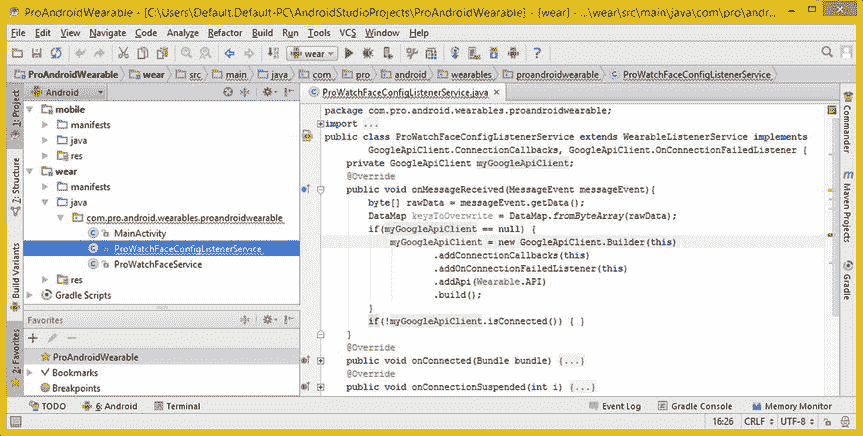 ProAndroidWearable - [C:\Users\Default.Default-PC\AndroidStudioProjects\ProAndroidWearable] - [wear] - ...\wear\src\main\java\com\pro\andr...
File Edit View Navigate Code Analyze Refactor Build Run Tools VCS Window Help
wear
ProAndroidWearable wear src main java com pro android wearables proandroidwearable ProWatchFaceConfigListenerService
1: Project
Z: Structure
Build Variants
2: Favorites
Android
mobile
manifests
java
res
wear
manifests
java
com.pro.android.wearables.proandroidwearable
MainActivity
ProWatchFaceConfigListenerService
ProWatchFaceService
res
Gradle Scripts
Favorites
ProAndroidWearable
Bookmarks
Breakpoints
ProWatchFaceConfigListenerService.java
package com.pro.android.wearables.proandroidwearable;
import ...
public class ProWatchFaceConfigListenerService extends WearableListenerService implements
GoogleApiClient.ConnectionCallbacks, GoogleApiClient.OnConnectionFailedListener {
private GoogleApiClient myGoogleApiClient;
@Override
public void onMessageReceived(MessageEvent messageEvent){
byte[] rawData = messageEvent.getData();
DataMap keysToOverwrite = DataMap.fromByteArray(rawData);
if(myGoogleApiClient == null) {
myGoogleApiClient = new GoogleApiClient.Builder(this)
.addConnectionCallbacks(this)
.addOnConnectionFailedListener(this)
.addApi(Wearable.API)
.build();
}
if(!myGoogleApiClient.isConnected()) { }
}
@Override
public void onConnected(Bundle bundle) {...}
@Override
public void onConnectionSuspended(int i) {...}
Commander
Maven Projects
Gradle
TODO 6: Android Terminal Event Log Gradle Console Memory Monitor
16:26 CRLF UTF-8